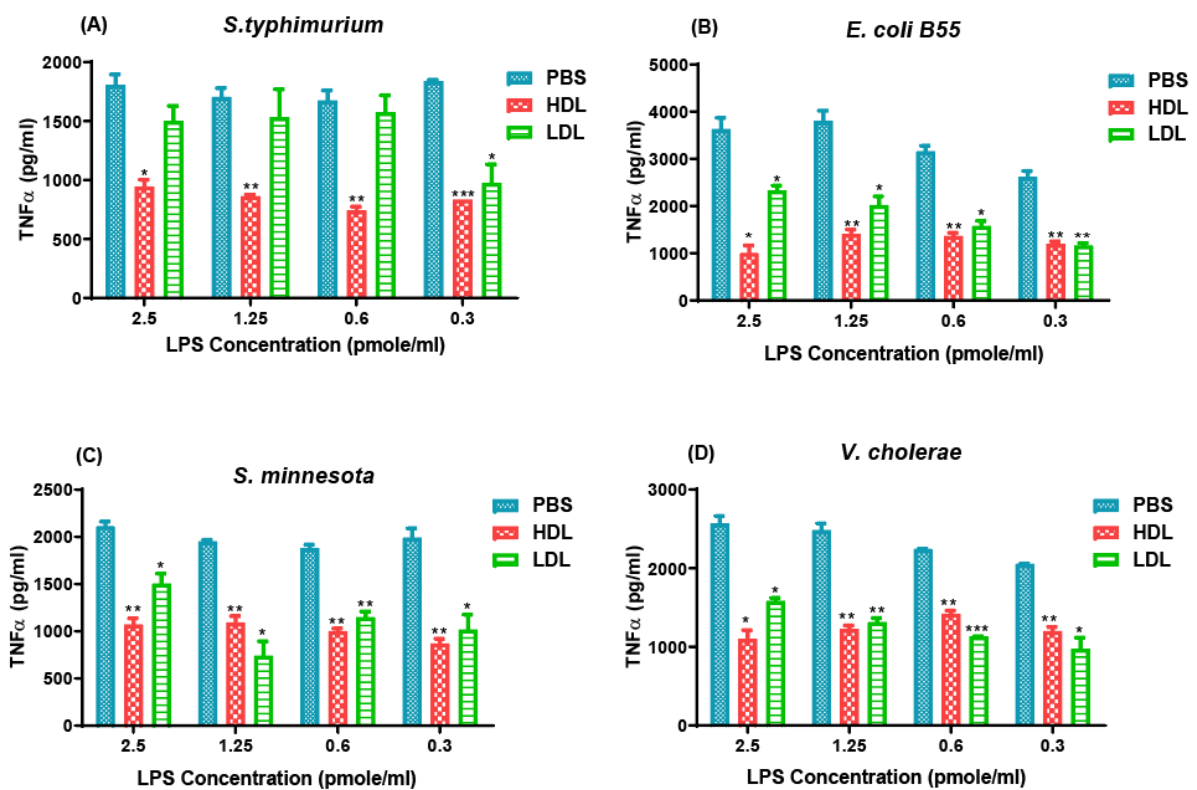 (A)
S.typhimurium
TNFα (pg/ml)
2000
1500
1000
500
0
* ** ** *** *
2.5 1.25 0.6 0.3
LPS Concentration (pmole/ml)
PBS
HDL
LDL
(B)
E. coli B55
TNFα (pg/ml)
5000
4000
3000
2000
1000
0
* * ** * ** * ** **
2.5 1.25 0.6 0.3
LPS Concentration (pmole/ml)
PBS
HDL
LDL
(C)
S. minnesota
TNFα (pg/ml)
2500
2000
1500
1000
500
0
** * ** * ** ** ** *
2.5 1.25 0.6 0.3
LPS Concentration (pmole/ml)
PBS
HDL
LDL
(D)
V. cholerae
TNFα (pg/ml)
3000
2000
1000
0
* * ** ** ** *** ** *
2.5 1.25 0.6 0.3
LPS Concentration (pmole/ml)
PBS
HDL
LDL